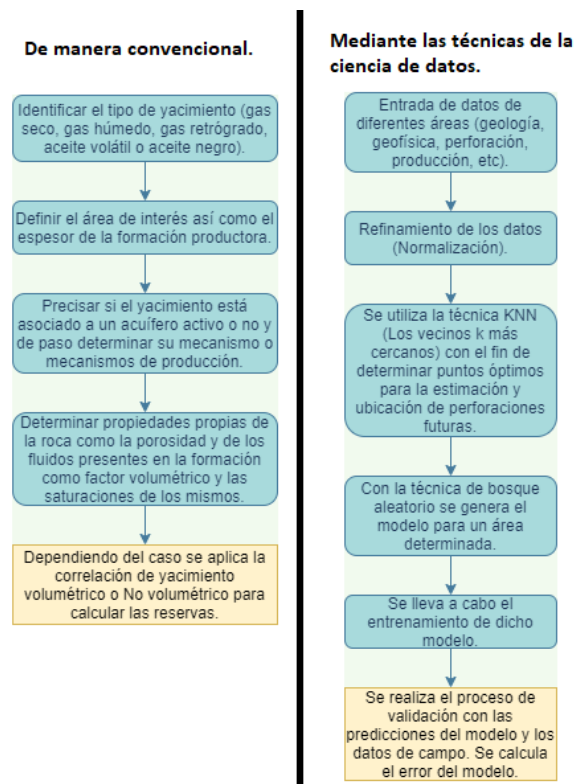 De manera convencional.
Identificar el tipo de yacimiento (gas
seco, gas húmedo, gas retrógrado,
aceite volátil o aceite negro).
Definir el área de interés así como el
espesor de la formación productora.
Precisar si el yacimiento está
asociado a un acuífero activo o no y
de paso determinar su mecanismo o
mecanismos de producción.
Determinar propiedades propias de
la roca como la porosidad y de los
fluidos presentes en la formación
como factor volumétrico y las
saturaciones de los mismos.
Dependiendo del caso se aplica la
correlación de yacimiento
volumétrico o No volumétrico para
calcular las reservas.
Mediante las técnicas de la
ciencia de datos.
Entrada de datos de
diferentes áreas (geología,
geofísica, perforación,
producción, etc).
Refinamiento de los datos
(Normalización).
Se utiliza la técnica KNN
(Los vecinos k más
cercanos) con el fin de
determinar puntos óptimos
para la estimación y
ubicación de perforaciones
futuras.
Con la técnica de bosque
aleatorio se genera el
modelo para un área
determinada.
Se lleva a cabo el
entrenamiento de dicho
modelo.
Se realiza el proceso de
validación con las
predicciones del modelo y los
datos de campo. Se calcula
el error del modelo.